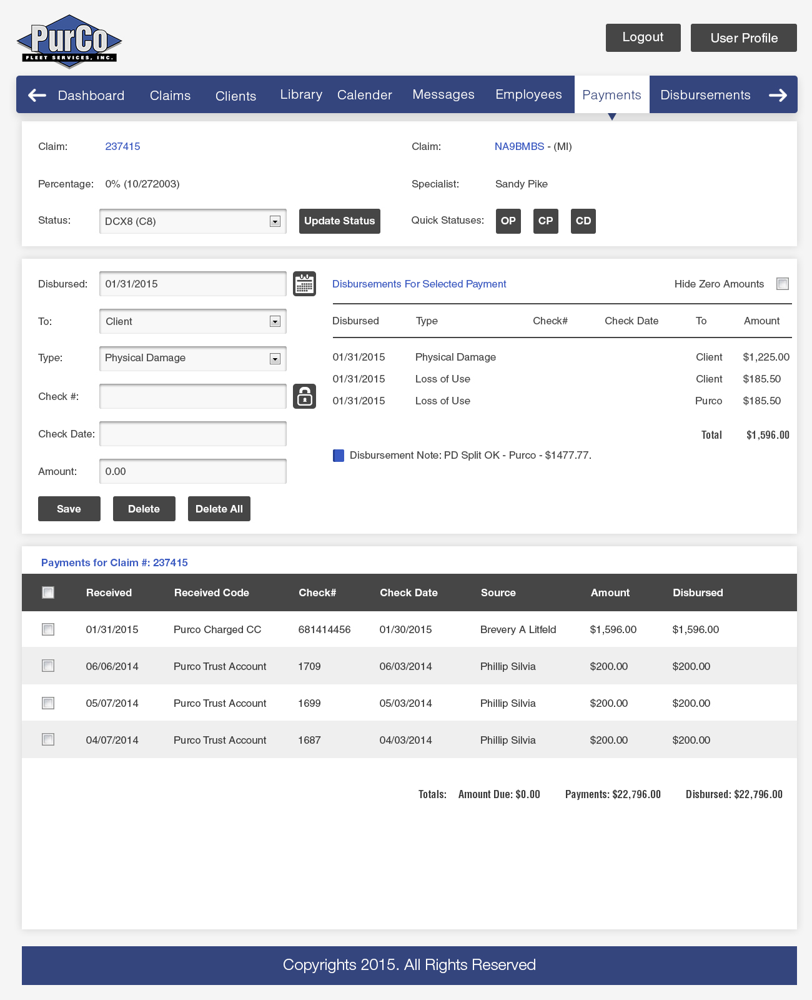 PurCo
FLEET SERVICES, INC.
Logout
User Profile
Dashboard Claims Clients Library Calender Messages Employees Payments Disbursements
Claim: 237415 Claim: NA9BMBS - (MI)
Percentage: 0% (10/272003) Specialist: Sandy Pike
Status: DCX8 (C8) Update Status Quick Statuses: OP CP CD
Disbursed: 01/31/2015
To: Client
Type: Physical Damage
Check #:
Check Date:
Amount: 0.00
Save Delete Delete All
Disbursements For Selected Payment Hide Zero Amounts
Disbursed Type Check# Check Date To Amount
01/31/2015 Physical Damage Client $1,225.00
01/31/2015 Loss of Use Client $185.50
01/31/2015 Loss of Use Purco $185.50
Total $1,596.00
Disbursement Note: PD Split OK - Purco - $1477.77.
Payments for Claim #: 237415
Received Received Code Check# Check Date Source Amount Disbursed
01/31/2015 Purco Charged CC 681414456 01/30/2015 Brevery A Litfeld $1,596.00 $1,596.00
06/06/2014 Purco Trust Account 1709 06/03/2014 Phillip Silvia $200.00 $200.00
05/07/2014 Purco Trust Account 1699 05/03/2014 Phillip Silvia $200.00 $200.00
04/07/2014 Purco Trust Account 1687 04/03/2014 Phillip Silvia $200.00 $200.00
Totals: Amount Due: $0.00 Payments: $22,796.00 Disbursed: $22,796.00
Copyrights 2015. All Rights Reserved